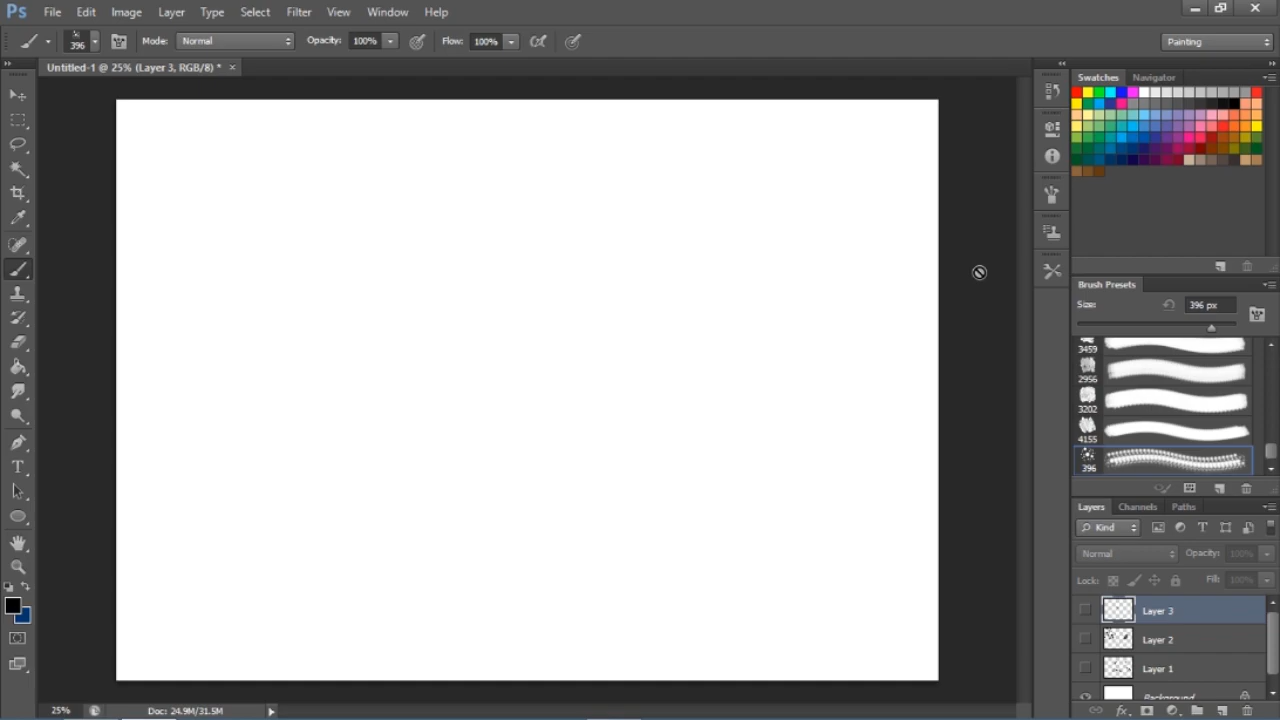 Ps File Edit Image Layer Type Select Filter View Window Help
396 Mode: Normal Opacity: 100% Flow: 100% Painting
Untitled-1 @ 25% (Layer 3, RGB/8) * ×
Swatches Navigator
Brush Presets
Size: 396 px
3459
2956
3202
4155
396
Layers Channels Paths
Kind T
Normal Opacity: 100%
Lock: Fill: 100%
Layer 3
Layer 2
Layer 1
Background
25% Doc: 24.9M/31.5M